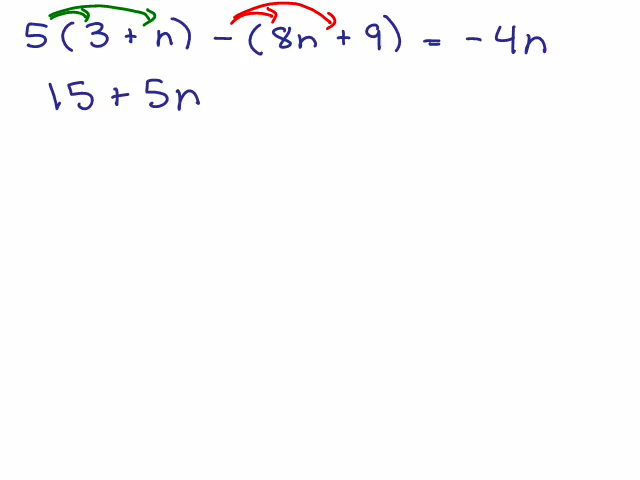 5(3 + n) - (8n + 9) = -4n
15 + 5n